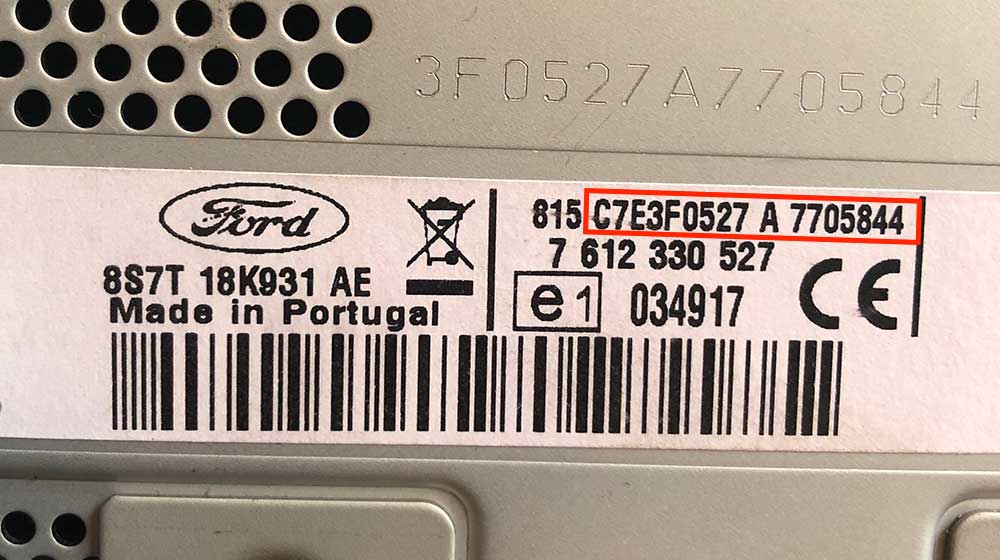 3F0527A7705844
Ford
815 C7E3F0527 A 7705844
7 612 330 527
8S7T 18K931 AE
Made in Portugal
e1 034917 CE